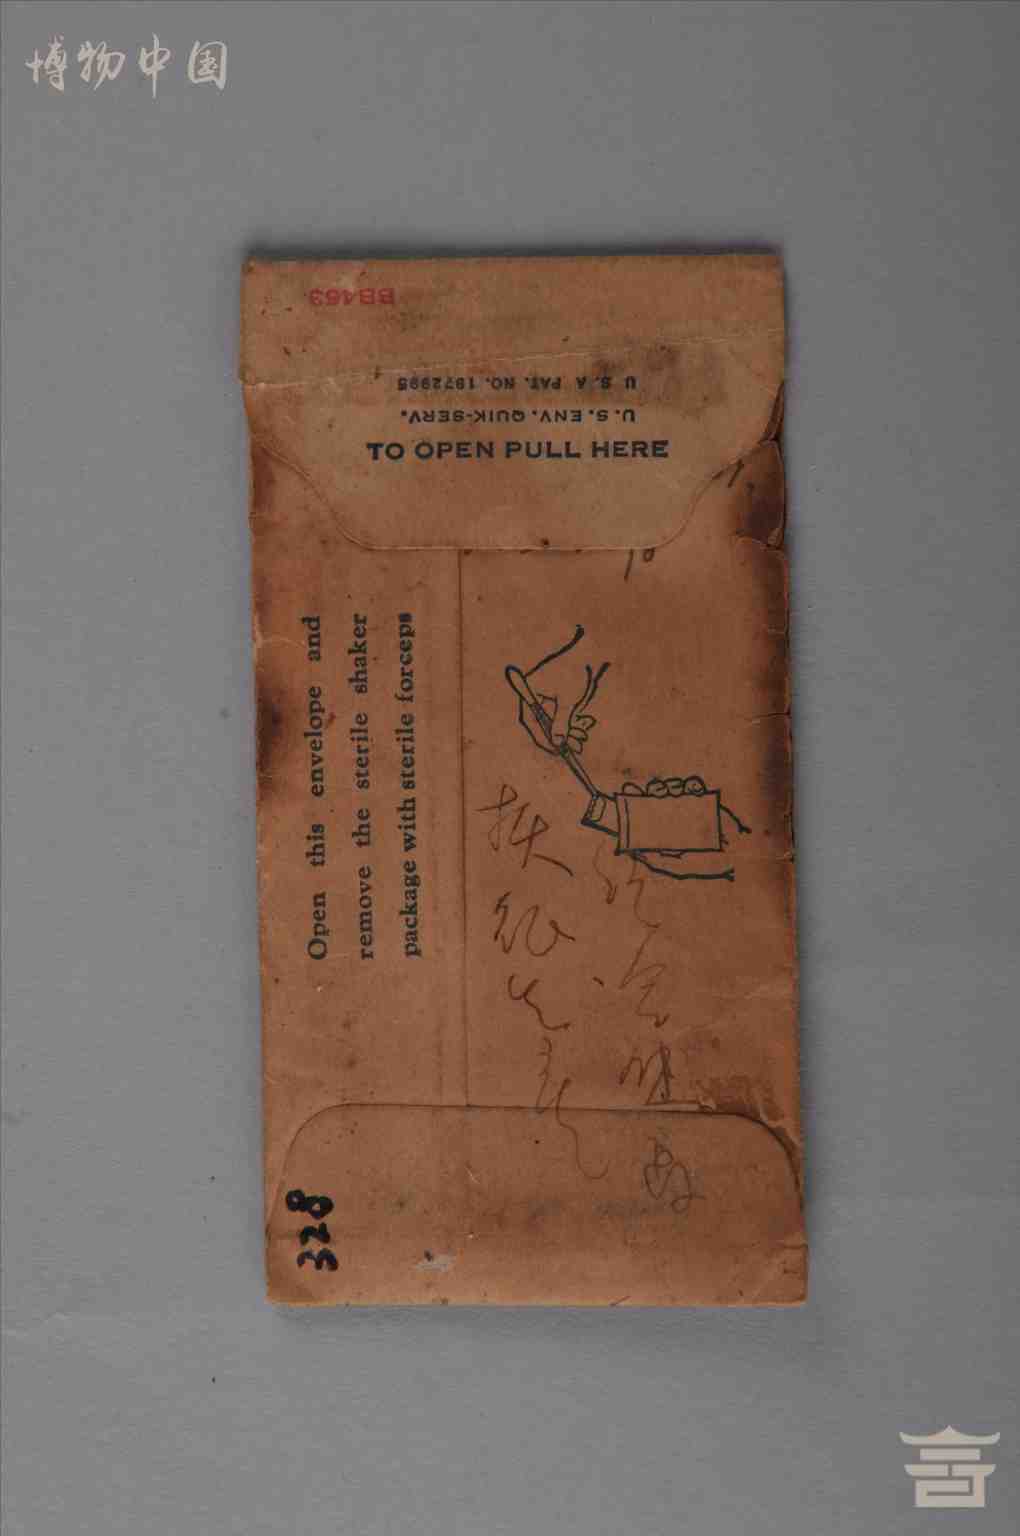 博物中国
BB463
U.S.A PAT. NO. 1972995
U.S. ENV. QUIK-SERV.
TO OPEN PULL HERE
Open this envelope and
remove the sterile shaker
package with sterile forceps
328